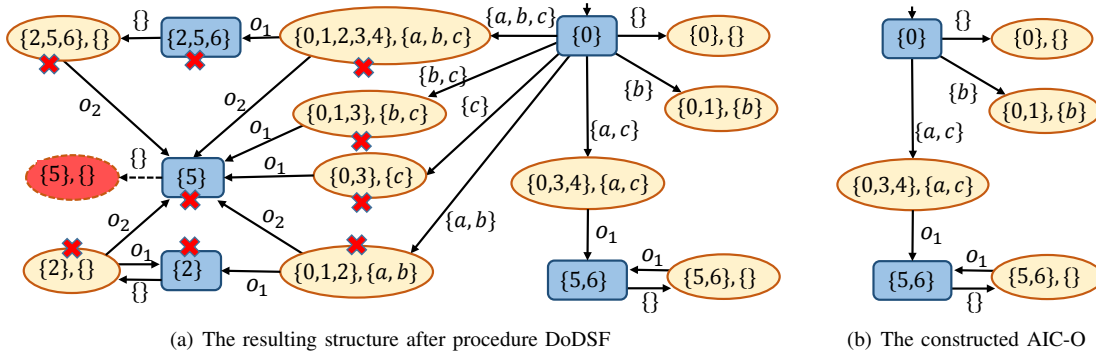 {2,5,6},{}
{}
{2,5,6}
o₁
{0,1,2,3,4},{a,b,c}
{a,b,c}
{0}
{}
{0},{}
o₂
o₂
{b,c}
{c}
{b}
{0,1},{b}
{0,1,3},{b,c}
o₁
{a,c}
{5},{}
{}
{5}
o₁
{0,3},{c}
{0,3,4},{a,c}
o₂
o₂
{a,b}
o₁
{2},{}
o₁
{}
{2}
o₁
{0,1,2},{a,b}
{5,6}
o₁
{}
{5,6},{}
(a) The resulting structure after procedure DoDSF
{0}
{}
{0},{}
{b}
{0,1},{b}
{a,c}
{0,3,4},{a,c}
o₁
{5,6}
o₁
{}
{5,6},{}
(b) The constructed AIC-O